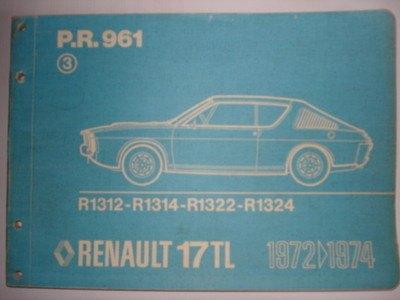 P.R. 961
3
R1312-R1314-R1322-R1324
RENAULT 17TL 1972▷1974